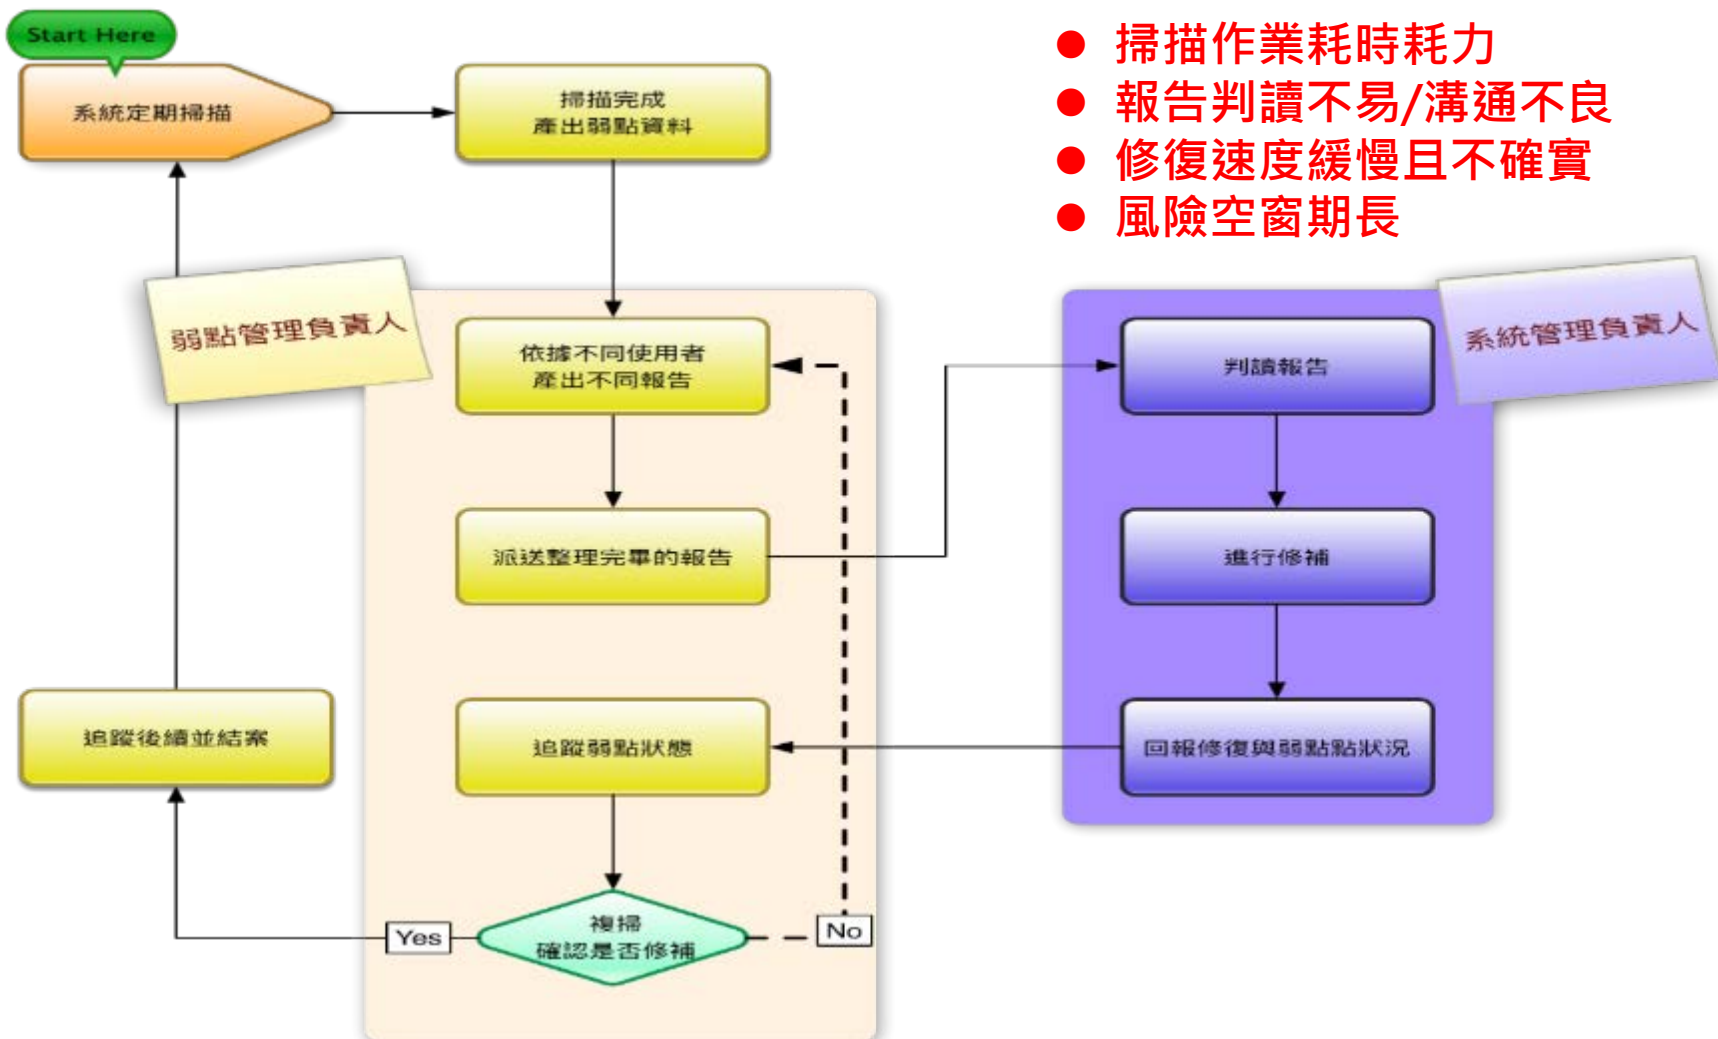 Start Here
系統定期掃描
掃描完成
產出弱點資料
● 掃描作業耗時耗力
● 報告判讀不易/溝通不良
● 修復速度緩慢且不確實
● 風險空窗期長
弱點管理負責人
系統管理負責人
依據不同使用者
產出不同報告
判讀報告
派送整理完畢的報告
進行修補
追蹤後續並結案
追蹤弱點狀態
回報修復與弱點點狀況
複掃
確認是否修補
Yes
No